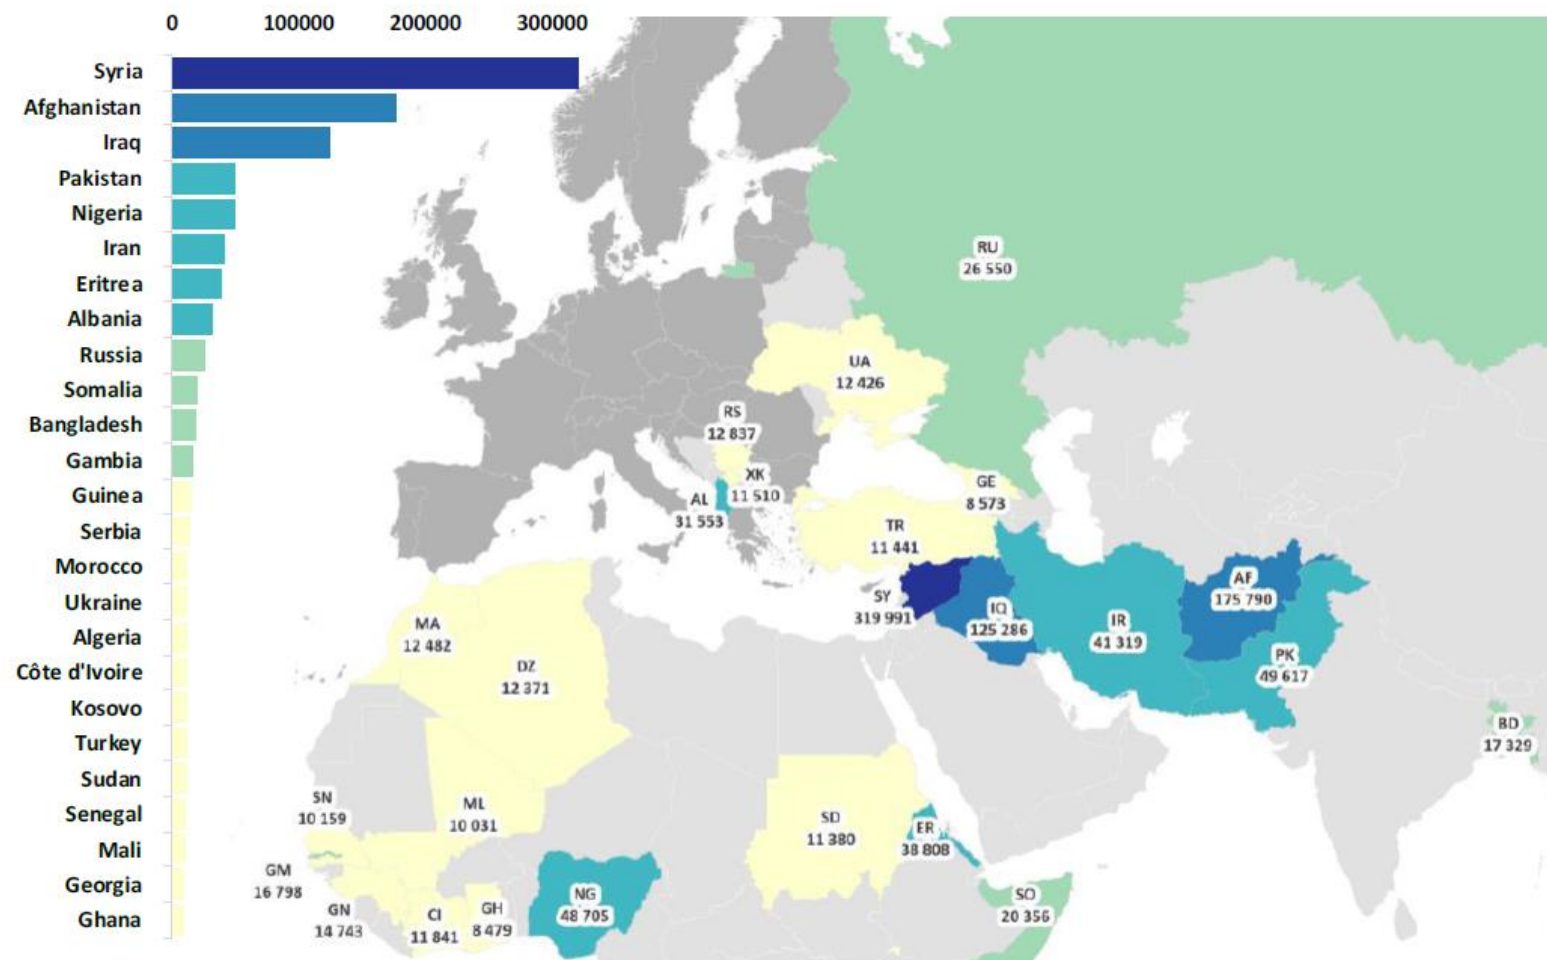 0 100000 200000 300000
Syria
Afghanistan
Iraq
Pakistan
Nigeria
Iran
Eritrea
Albania
Russia
Somalia
Bangladesh
Gambia
Guinea
Serbia
Morocco
Ukraine
Algeria
Côte d'Ivoire
Kosovo
Turkey
Sudan
Senegal
Mali
Georgia
Ghana
RU
26 550
UA
12 426
RS
12 837
XK
11 510
AL
31 553
GE
8 573
TR
11 441
SY
319 991
IQ
125 286
IR
41 319
AF
175 790
PK
49 617
BD
17 329
MA
12 482
DZ
12 371
SN
10 159
ML
10 031
SD
11 380
ER
38 808
GM
16 798
GN
14 743
CI
11 841
GH
8 479
NG
48 705
SO
20 356